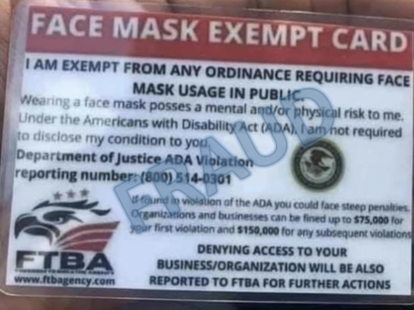 FACE MASK EXEMPT CARD
I AM EXEMPT FROM ANY ORDINANCE REQUIRING FACE
MASK USAGE IN PUBLIC.
Wearing a face mask posses a mental and/or physical risk to me.
Under the Americans with Disability Act (ADA), I am not required
to disclose my condition to you.
Department of Justice ADA Violation
reporting number: (800) 514-0301
FRAUD
If found in violation of the ADA you could face steep penalties.
Organizations and businesses can be fined up to $75,000 for
your first violation and $150,000 for any subsequent violations
DENYING ACCESS TO YOUR
BUSINESS/ORGANIZATION WILL BE ALSO
REPORTED TO FTBA FOR FURTHER ACTIONS
FTBA
www.ftbagency.com